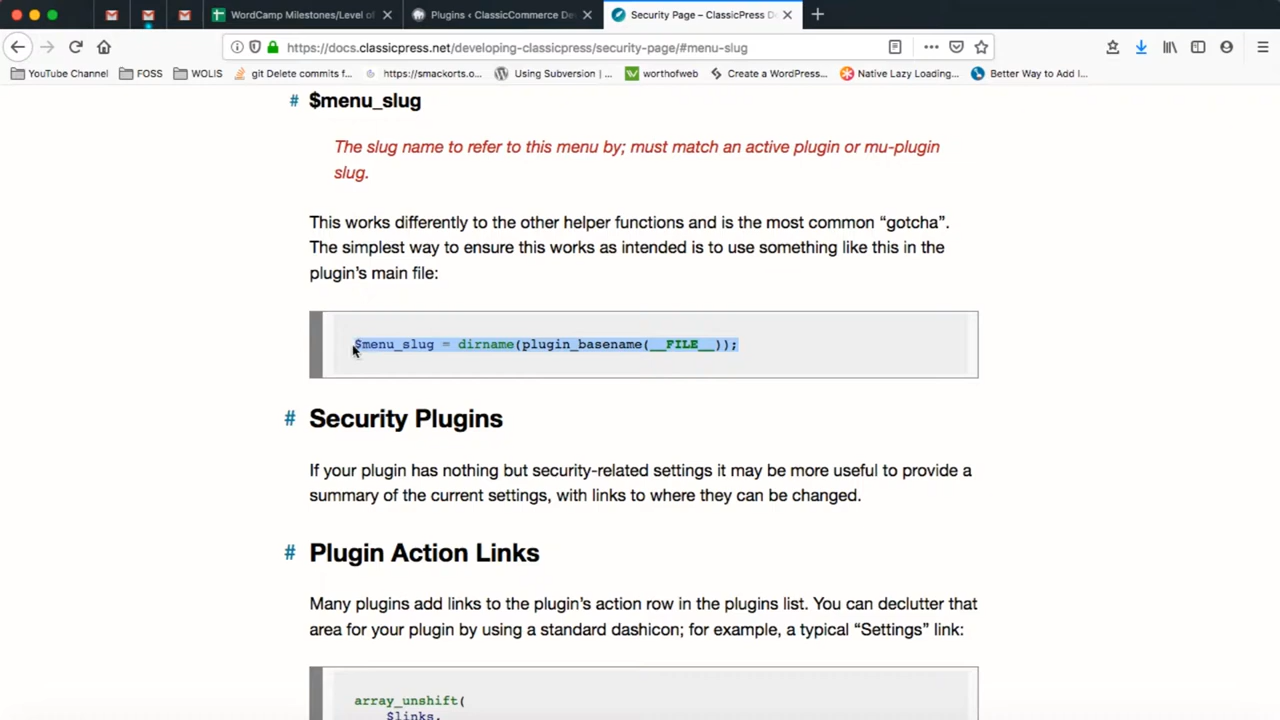 WordCamp Milestones/Level of
Plugins ‹ ClassicCommerce De
Security Page – ClassicPress D
https://docs.classicpress.net/developing-classicpress/security-page/#menu-slug
YouTube Channel
FOSS
WOLIS
git Delete commits f...
https://smackorts.o...
Using Subversion | ...
worthofweb
Create a WordPress...
Native Lazy Loading...
Better Way to Add I...
# $menu_slug
The slug name to refer to this menu by; must match an active plugin or mu-plugin
slug.
This works differently to the other helper functions and is the most common “gotcha”.
The simplest way to ensure this works as intended is to use something like this in the
plugin’s main file:
$menu_slug = dirname(plugin_basename(__FILE__));
# Security Plugins
If your plugin has nothing but security-related settings it may be more useful to provide a
summary of the current settings, with links to where they can be changed.
# Plugin Action Links
Many plugins add links to the plugin’s action row in the plugins list. You can declutter that
area for your plugin by using a standard dashicon; for example, a typical “Settings” link:
array_unshift(
$links,